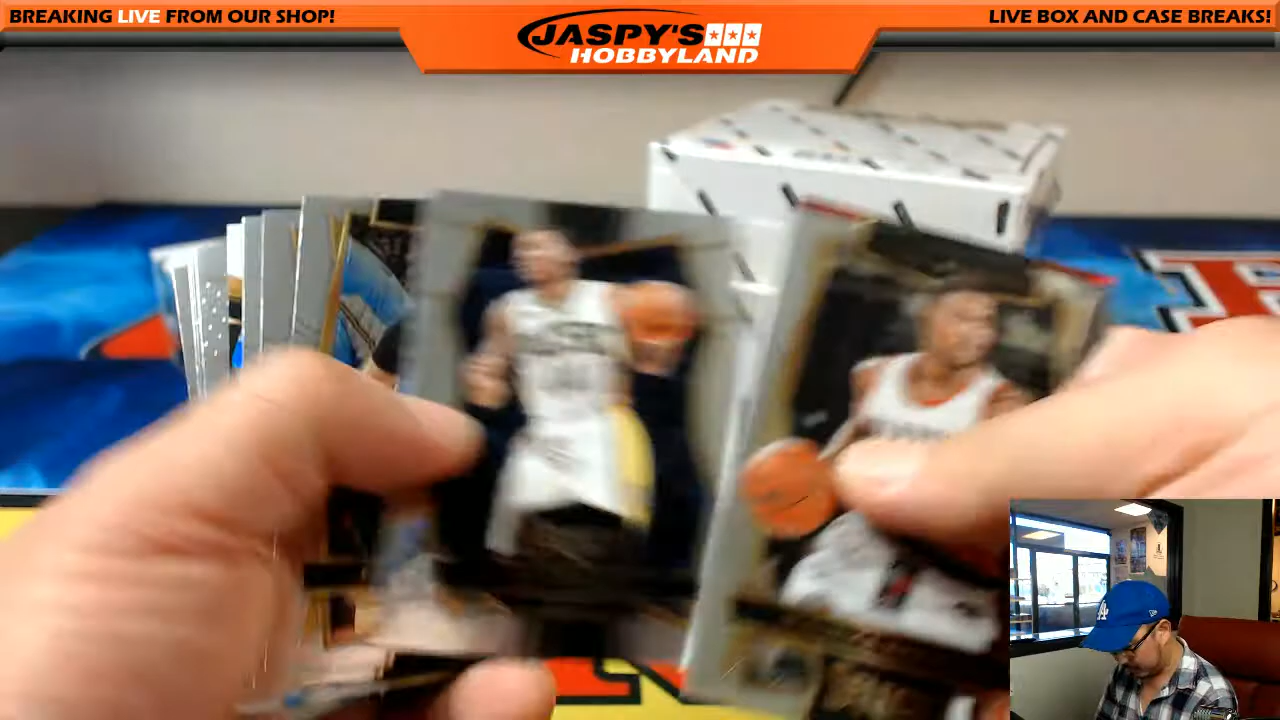 BREAKING LIVE FROM OUR SHOP!
JASPY'S
HOBBYLAND
LIVE BOX AND CASE BREAKS!